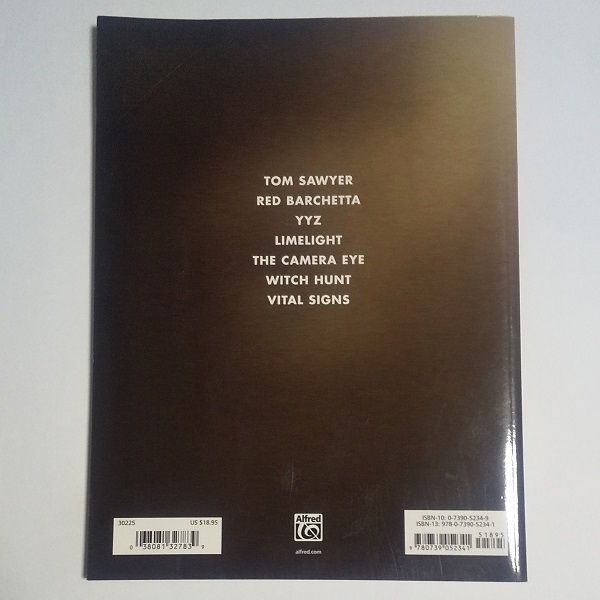 TOM SAWYER
RED BARCHETTA
YYZ
LIMELIGHT
THE CAMERA EYE
WITCH HUNT
VITAL SIGNS
30225 US $18.95
0 38081 32783 9
Alfred
alfred.com
ISBN-10: 0-7390-5234-9
ISBN-13: 978-0-7390-5234-1
51895
9 780739 052341